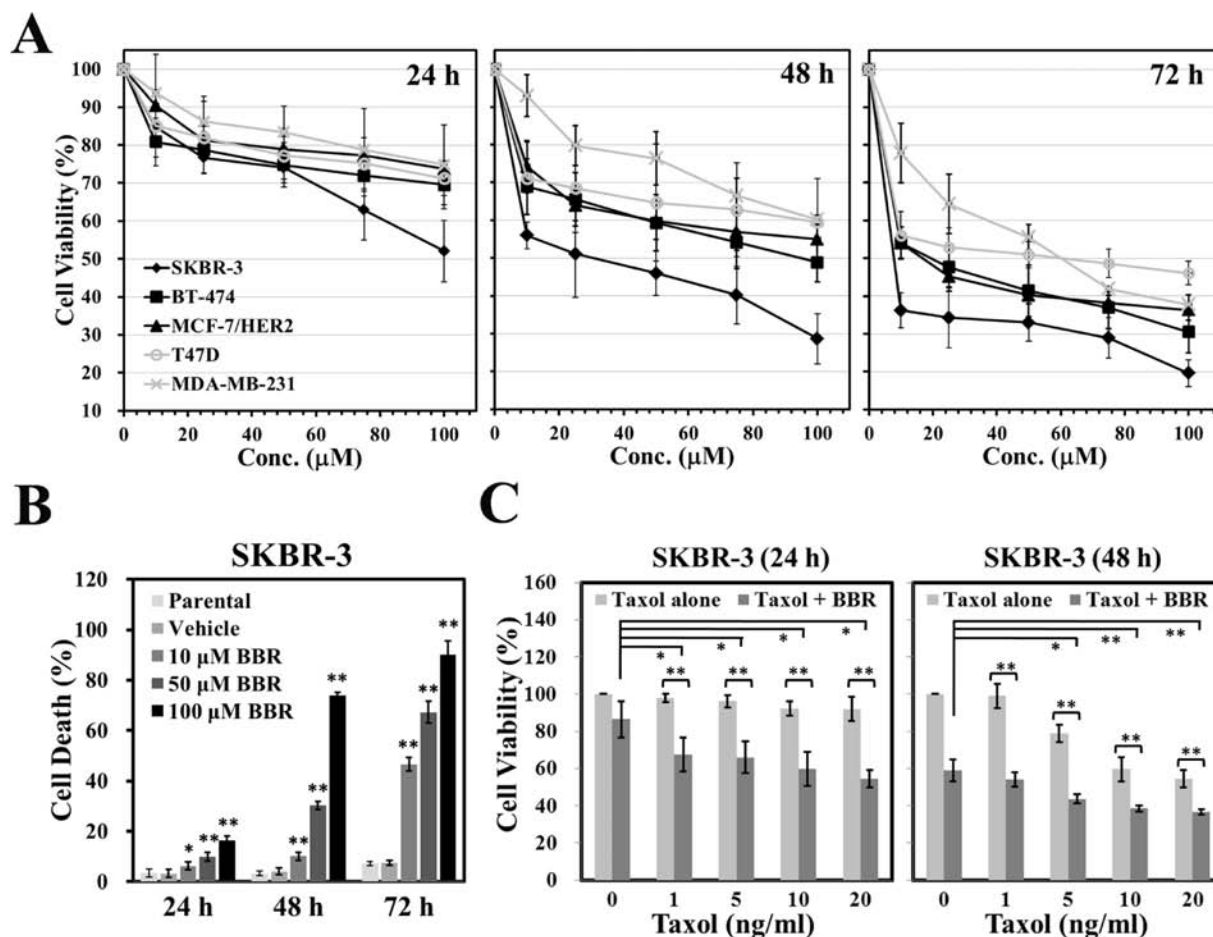 A
24 h
48 h
72 h
Cell Viability (%)
100
90
80
70
60
50
40
30
20
10
SKBR-3
BT-474
MCF-7/HER2
T47D
MDA-MB-231
0 20 40 60 80 100
0 20 40 60 80 100
0 20 40 60 80 100
Conc. (μM)
Conc. (μM)
Conc. (μM)
B
SKBR-3
Cell Death (%)
120
100
80
60
40
20
0
Parental
Vehicle
10 μM BBR
50 μM BBR
100 μM BBR
* ** **
** ** **
** ** **
24 h 48 h 72 h
C
SKBR-3 (24 h)
SKBR-3 (48 h)
Cell Viability (%)
160
140
120
100
80
60
40
20
0
Taxol alone Taxol + BBR
* * * *
** ** ** **
0 1 5 10 20
Taxol (ng/ml)
Taxol alone Taxol + BBR
* ** **
** ** ** **
0 1 5 10 20
Taxol (ng/ml)